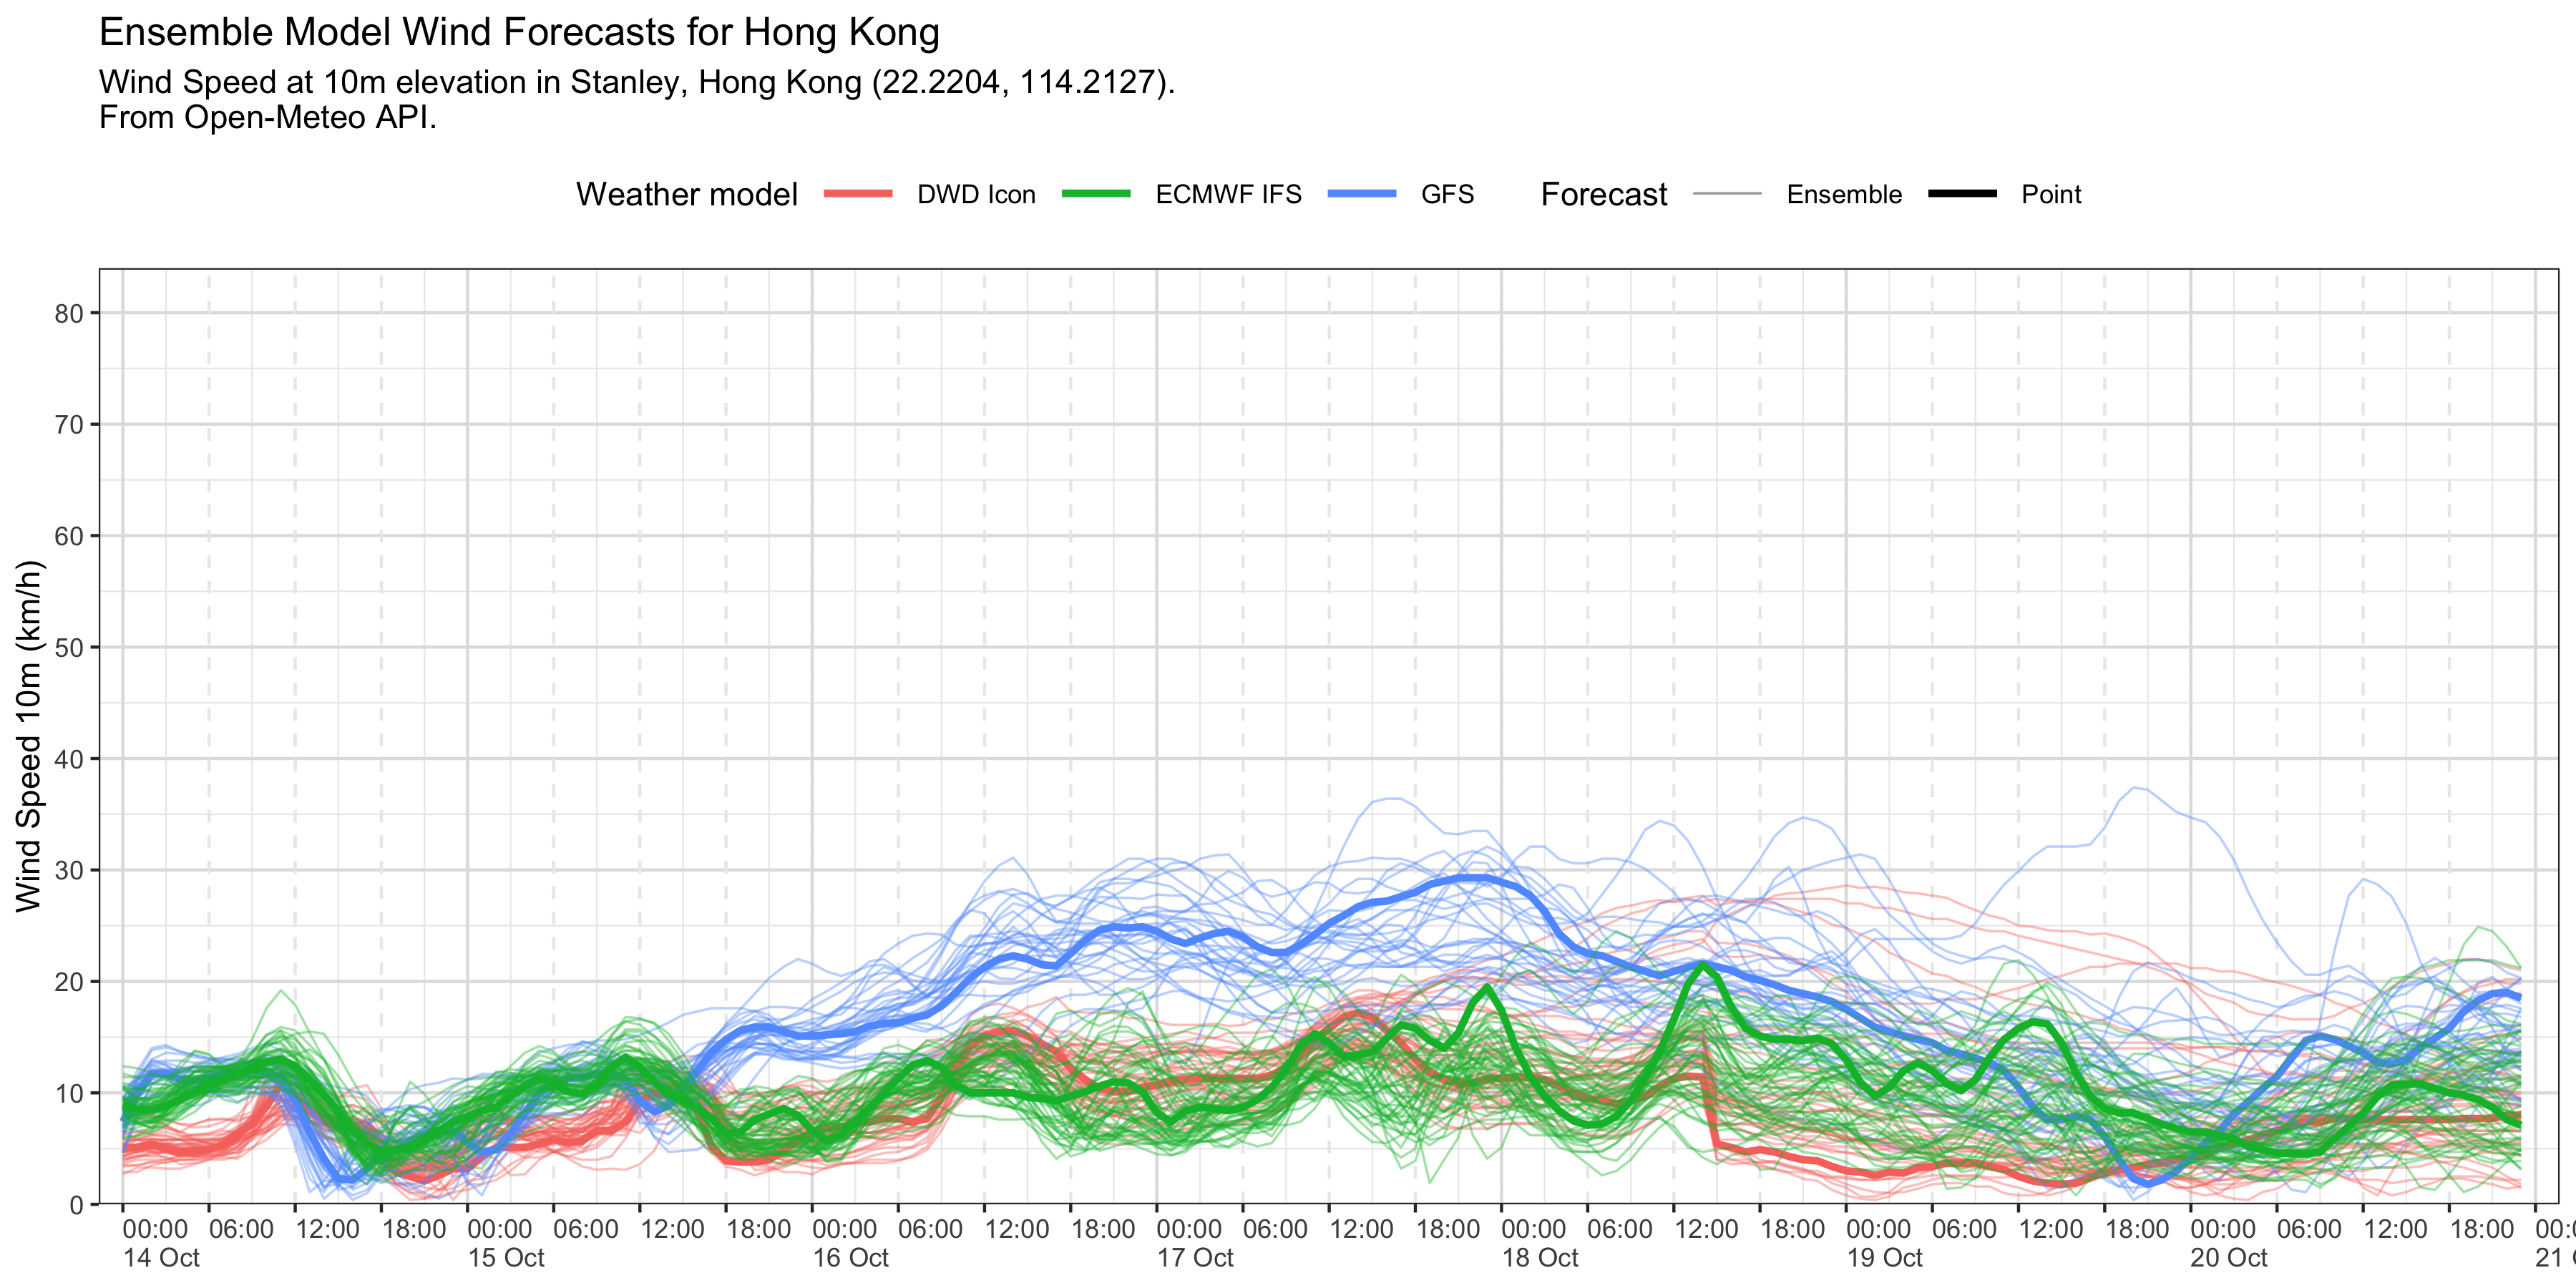 Ensemble Model Wind Forecasts for Hong Kong
Wind Speed at 10m elevation in Stanley, Hong Kong (22.2204, 114.2127).
From Open-Meteo API.
Weather model DWD Icon ECMWF IFS GFS Forecast Ensemble Point
Wind Speed 10m (km/h)
80
70
60
50
40
30
20
10
0
00:00 06:00 12:00 18:00 00:00 06:00 12:00 18:00 00:00 06:00 12:00 18:00 00:00 06:00 12:00 18:00 00:00 06:00 12:00 18:00 00:00 06:00 12:00 18:00 00:00 06:00 12:00 18:00 00:
14 Oct 15 Oct 16 Oct 17 Oct 18 Oct 19 Oct 20 Oct 21